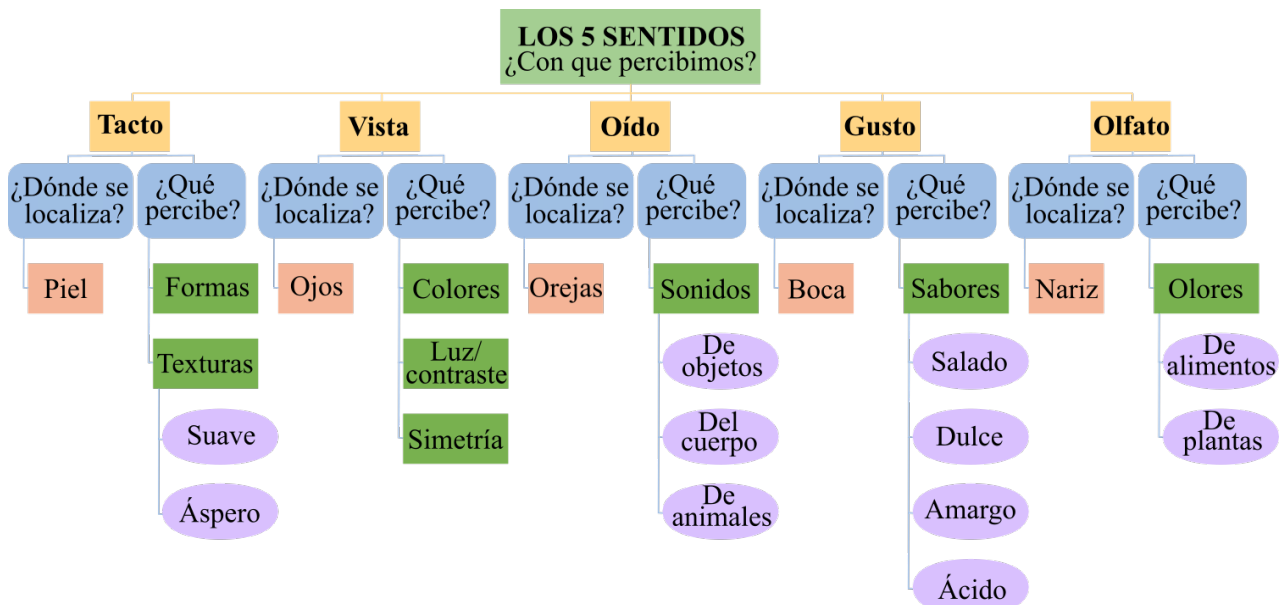 LOS 5 SENTIDOS
¿Con que percibimos?
Tacto
Vista
Oído
Gusto
Olfato
¿Dónde se
localiza?
¿Qué
percibe?
¿Dónde se
localiza?
¿Qué
percibe?
¿Dónde se
localiza?
¿Qué
percibe?
¿Dónde se
localiza?
¿Qué
percibe?
¿Dónde se
localiza?
¿Qué
percibe?
Piel
Formas
Ojos
Colores
Orejas
Sonidos
Boca
Sabores
Nariz
Olores
Texturas
Luz/
contraste
De
objetos
Salado
De
alimentos
Suave
Simetría
Del
cuerpo
Dulce
De
plantas
Áspero
De
animales
Amargo
Ácido